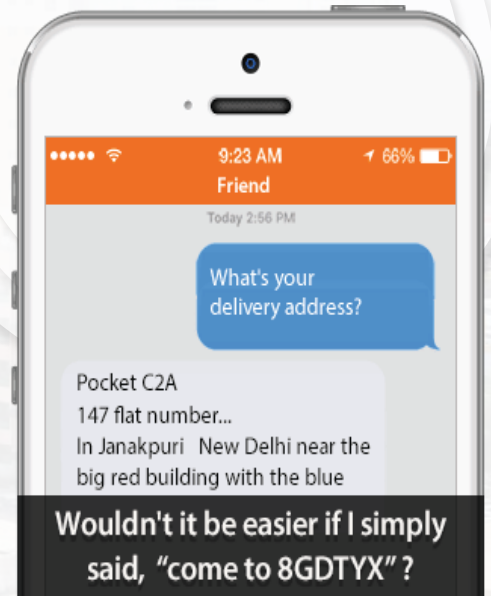 9:23 AM
66%
Friend
Today 2:56 PM
What's your
delivery address?
Pocket C2A
147 flat number...
In Janakpuri New Delhi near the
big red building with the blue
Wouldn't it be easier if I simply
said, “come to 8GDTYX”?